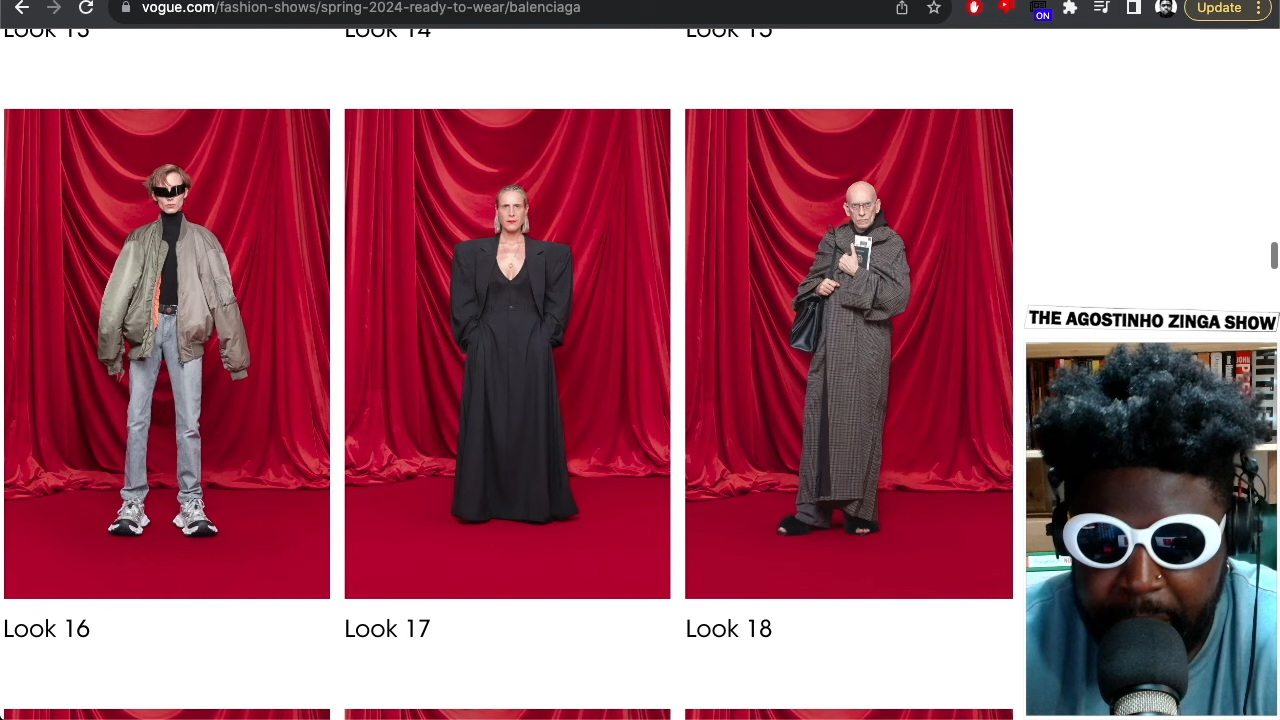 vogue.com/fashion-shows/spring-2024-ready-to-wear/balenciaga
Update
ON
Look 13
Look 14
Look 15
THE AGOSTINHO ZINGA SHOW
Look 16
Look 17
Look 18